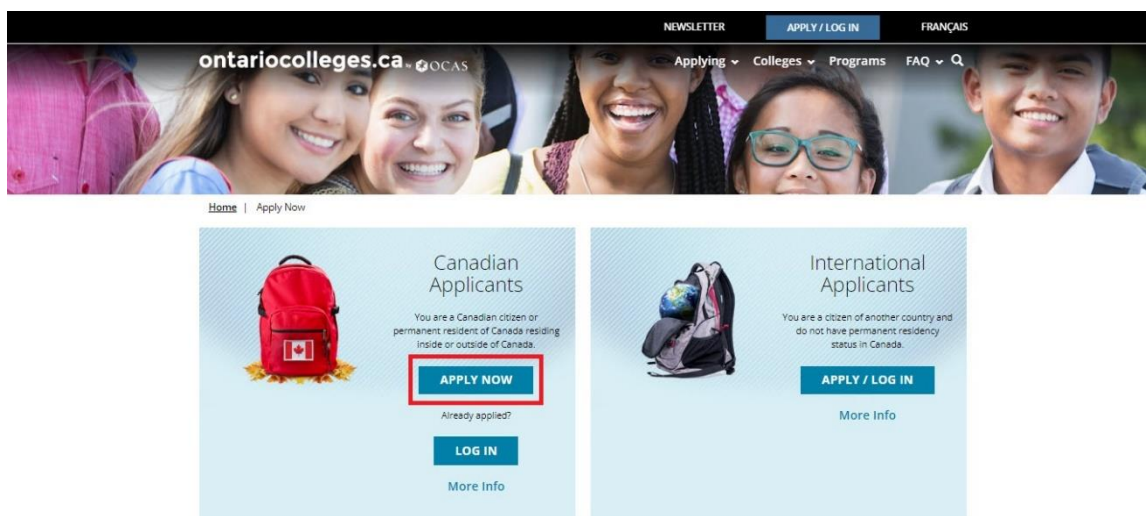 NEWSLETTER APPLY / LOG IN FRANÇAIS
ontariocolleges.ca by OCAS Applying Colleges Programs FAQ
Home | Apply Now
Canadian
Applicants
You are a Canadian citizen or
permanent resident of Canada residing
inside or outside of Canada.
APPLY NOW
Already applied?
LOG IN
More Info
International
Applicants
You are a citizen of another country and
do not have permanent residency
status in Canada.
APPLY / LOG IN
More Info